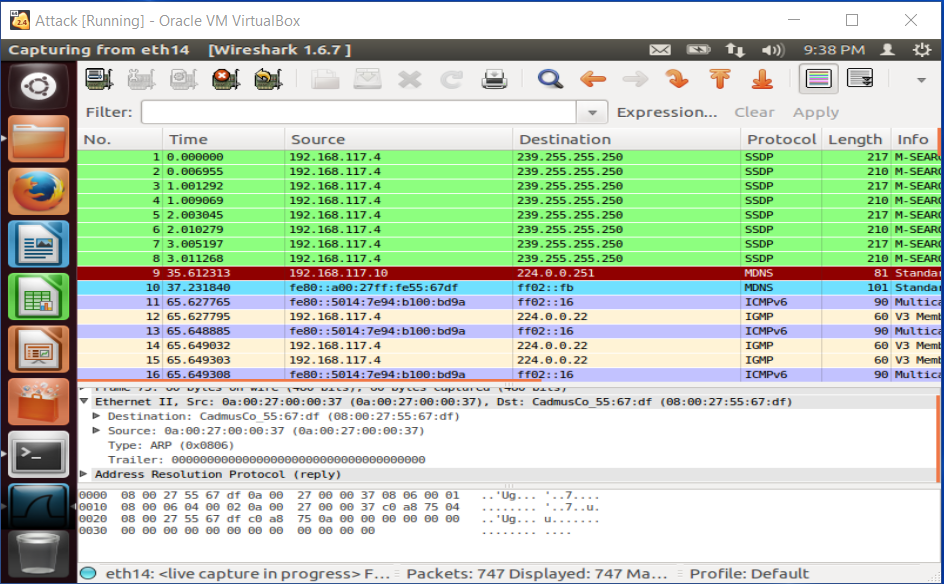 Attack [Running] - Oracle VM VirtualBox
Capturing from eth14 [Wireshark 1.6.7 ] 9:38 PM
Filter: Expression... Clear Apply
No. Time Source Destination Protocol Length Info
1 0.000000 192.168.117.4 239.255.255.250 SSDP 217 M-SEARC
2 0.006955 192.168.117.4 239.255.255.250 SSDP 210 M-SEARC
3 1.001292 192.168.117.4 239.255.255.250 SSDP 217 M-SEARC
4 1.009069 192.168.117.4 239.255.255.250 SSDP 210 M-SEARC
5 2.003045 192.168.117.4 239.255.255.250 SSDP 217 M-SEARC
6 2.010279 192.168.117.4 239.255.255.250 SSDP 210 M-SEARC
7 3.005197 192.168.117.4 239.255.255.250 SSDP 217 M-SEARC
8 3.011268 192.168.117.4 239.255.255.250 SSDP 210 M-SEARC
9 35.612313 192.168.117.10 224.0.0.251 MDNS 81 Standa
10 37.231840 fe80::a00:27ff:fe55:67df ff02::fb MDNS 101 Standa
11 65.627765 fe80::5014:7e94:b100:bd9a ff02::16 ICMPv6 90 Multica
12 65.627795 192.168.117.4 224.0.0.22 IGMP 60 V3 Memb
13 65.648885 fe80::5014:7e94:b100:bd9a ff02::16 ICMPv6 90 Multica
14 65.649032 192.168.117.4 224.0.0.22 IGMP 60 V3 Memb
15 65.649303 192.168.117.4 224.0.0.22 IGMP 60 V3 Memb
16 65.649308 fe80::5014:7e94:b100:bd9a ff02::16 ICMPv6 90 Multica
Frame 75: 60 bytes on wire (480 bits), 60 bytes captured (480 bits)
Ethernet II, Src: 0a:00:27:00:00:37 (0a:00:27:00:00:37), Dst: CadmusCo_55:67:df (08:00:27:55:67:df)
Destination: CadmusCo_55:67:df (08:00:27:55:67:df)
Source: 0a:00:27:00:00:37 (0a:00:27:00:00:37)
Type: ARP (0x0806)
Trailer: 000000000000000000000000000000000000
Address Resolution Protocol (reply)
0000 08 00 27 55 67 df 0a 00 27 00 00 37 08 06 00 01 ..'Ug... '..7....
0010 08 00 06 04 00 02 0a 00 27 00 00 37 c0 a8 75 04 ........ '..7..u.
0020 08 00 27 55 67 df c0 a8 75 0a 00 00 00 00 00 00 ..'Ug... u.......
0030 00 00 00 00 00 00 00 00 00 00 00 00 ........ ....
eth14: <live capture in progress> F... Packets: 747 Displayed: 747 Ma... Profile: Default